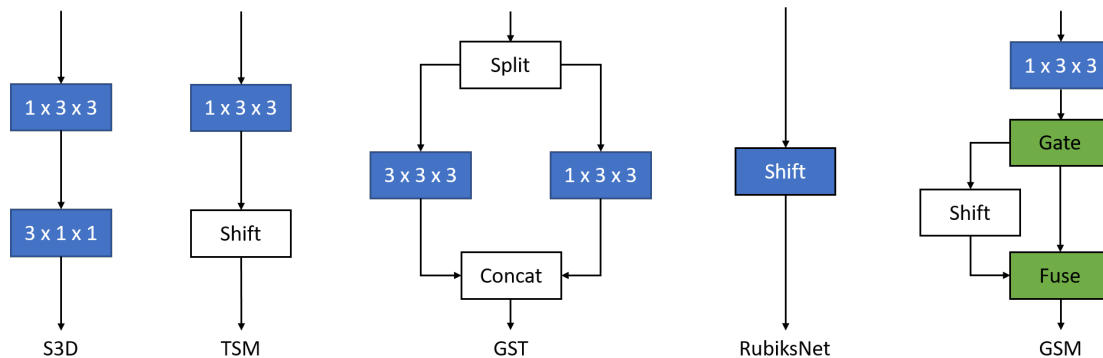 1 x 3 x 3
3 x 1 x 1
S3D
1 x 3 x 3
Shift
TSM
Split
3 x 3 x 3
1 x 3 x 3
Concat
GST
Shift
RubiksNet
1 x 3 x 3
Gate
Shift
Fuse
GSM